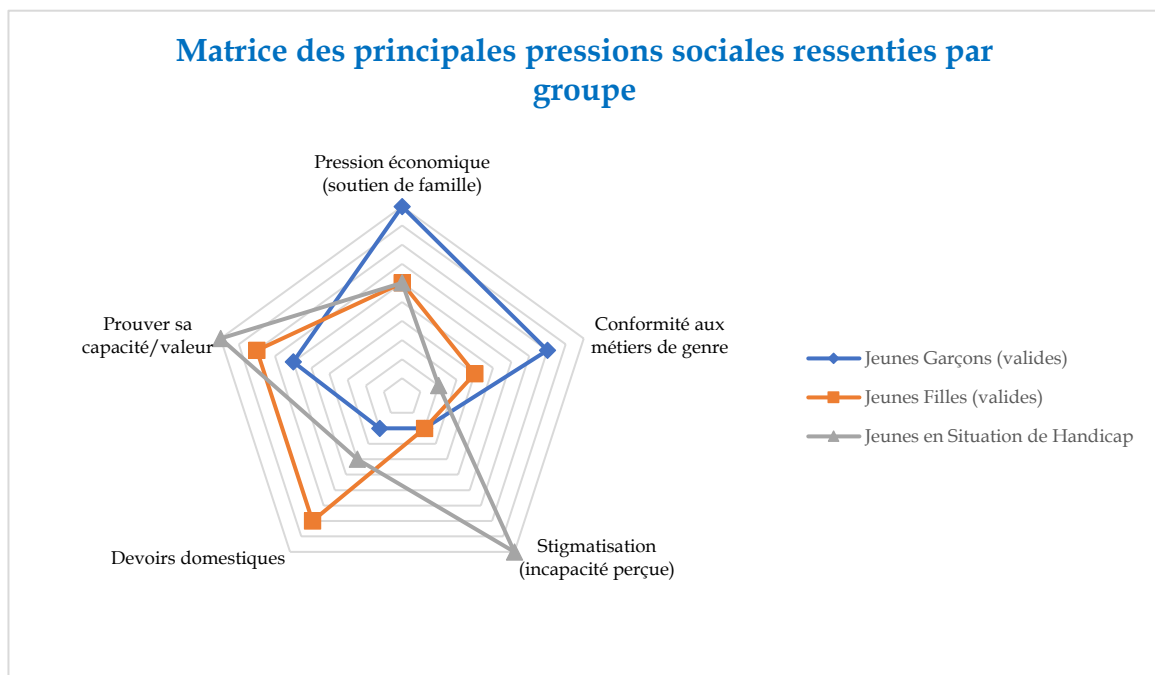 Matrice des principales pressions sociales ressenties par
groupe
Pression économique
(soutien de famille)
Conformité aux
métiers de genre
Stigmatisation
(incapacité perçue)
Devoirs domestiques
Prouver sa
capacité/valeur
Jeunes Garçons (valides)
Jeunes Filles (valides)
Jeunes en Situation de Handicap